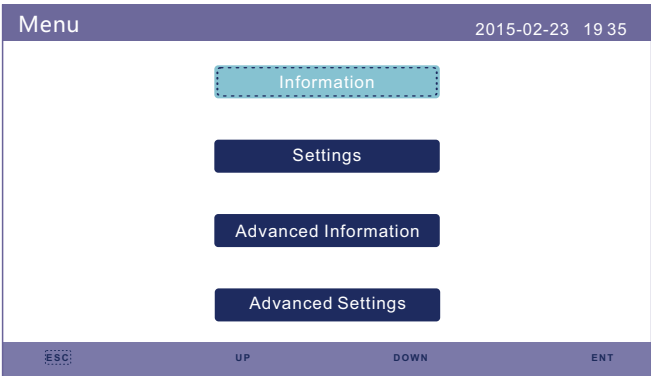 Menu 2015-02-23 19 35
Information
Settings
Advanced Information
Advanced Settings
ESC UP DOWN ENT